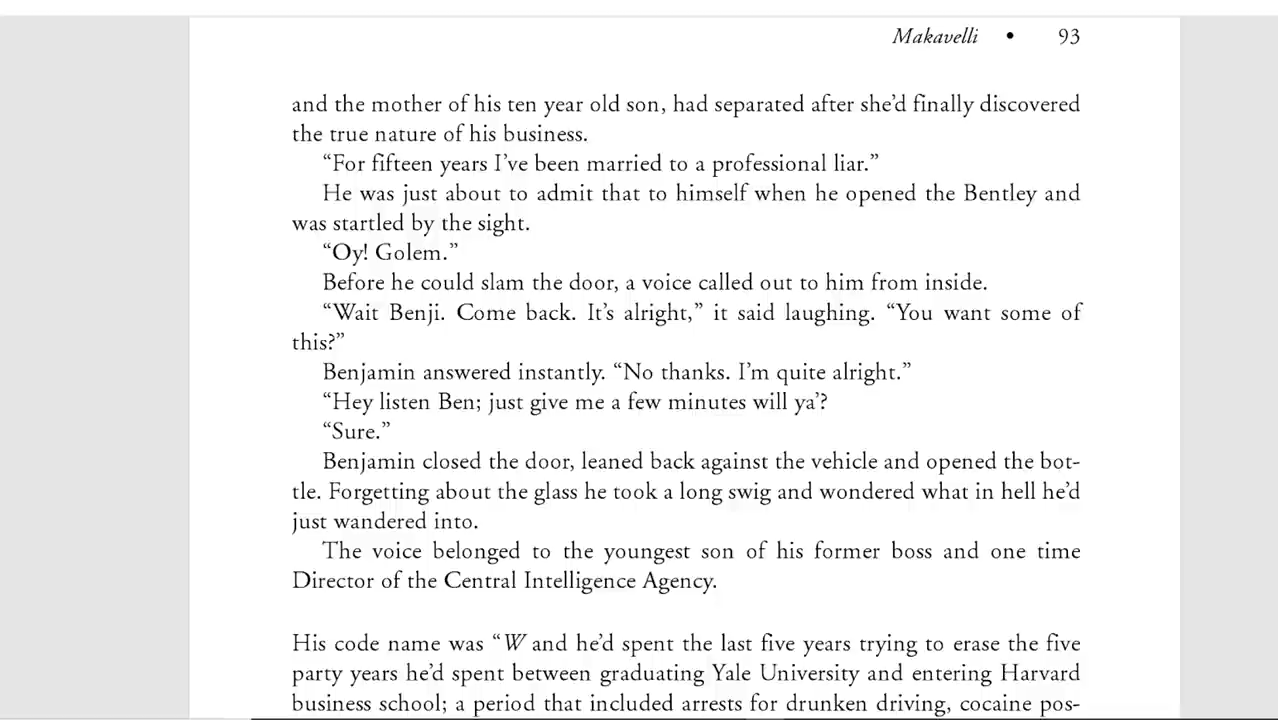 Makavelli • 93
and the mother of his ten year old son, had separated after she’d finally discovered
the true nature of his business.
“For fifteen years I’ve been married to a professional liar.”
He was just about to admit that to himself when he opened the Bentley and
was startled by the sight.
“Oy! Golem.”
Before he could slam the door, a voice called out to him from inside.
“Wait Benji. Come back. It’s alright,” it said laughing. “You want some of
this?”
Benjamin answered instantly. “No thanks. I’m quite alright.”
“Hey listen Ben; just give me a few minutes will ya’?
“Sure.”
Benjamin closed the door, leaned back against the vehicle and opened the bot-
tle. Forgetting about the glass he took a long swig and wondered what in hell he’d
just wandered into.
The voice belonged to the youngest son of his former boss and one time
Director of the Central Intelligence Agency.
His code name was “W and he’d spent the last five years trying to erase the five
party years he’d spent between graduating Yale University and entering Harvard
business school; a period that included arrests for drunken driving, cocaine pos-